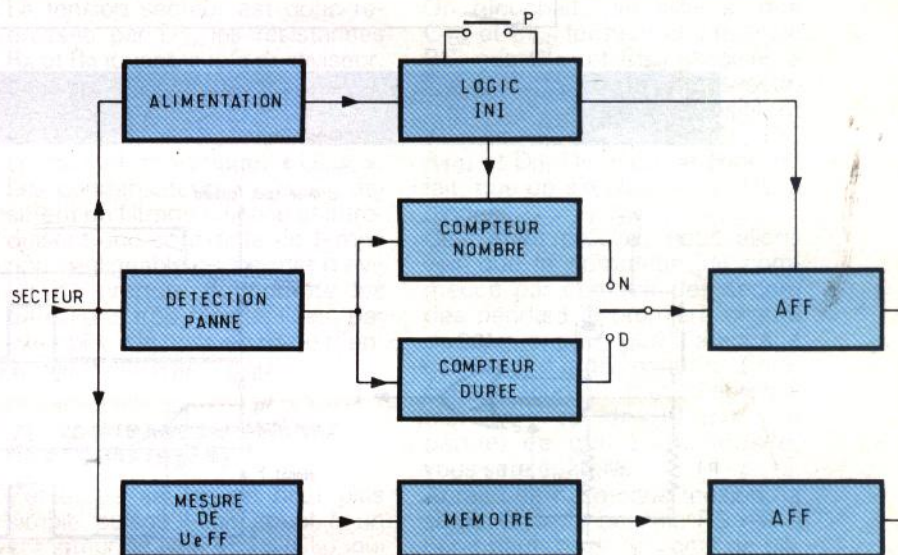 P
ALIMENTATION
LOGIC
INI
COMPTEUR
NOMBRE
N
SECTEUR
DETECTION
PANNE
AFF
D
COMPTEUR
DUREE
MESURE
DE
UeFF
MEMOIRE
AFF